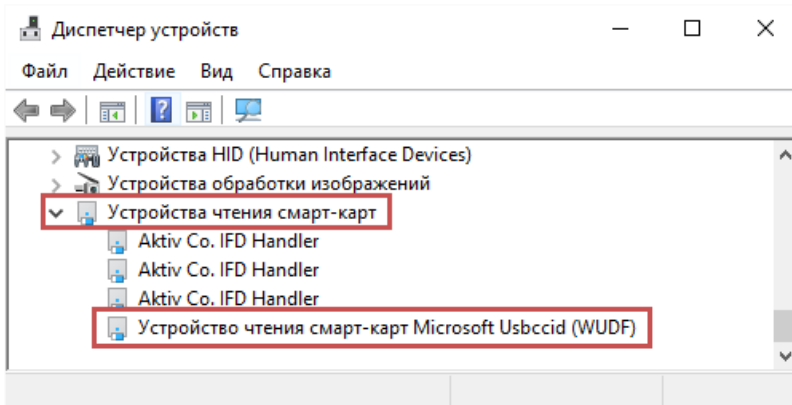 Диспетчер устройств
Файл Действие Вид Справка
Устройства HID (Human Interface Devices)
Устройства обработки изображений
Устройства чтения смарт-карт
Aktiv Co. IFD Handler
Aktiv Co. IFD Handler
Aktiv Co. IFD Handler
Устройство чтения смарт-карт Microsoft Usbccid (WUDF)